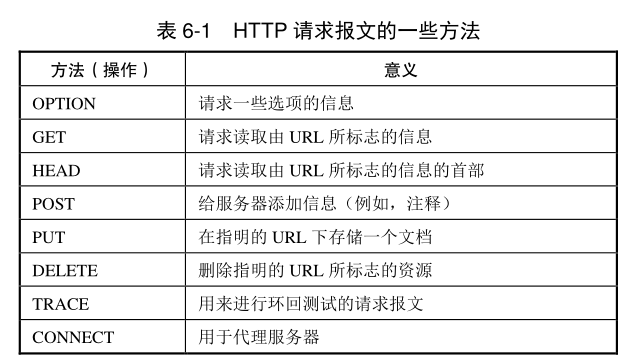 表 6-1 HTTP 请求报文的一些方法
方法（操作） 意义
OPTION 请求一些选项的信息
GET 请求读取由 URL 所标志的信息
HEAD 请求读取由 URL 所标志的信息的首部
POST 给服务器添加信息（例如，注释）
PUT 在指明的 URL 下存储一个文档
DELETE 删除指明的 URL 所标志的资源
TRACE 用来进行环回测试的请求报文
CONNECT 用于代理服务器